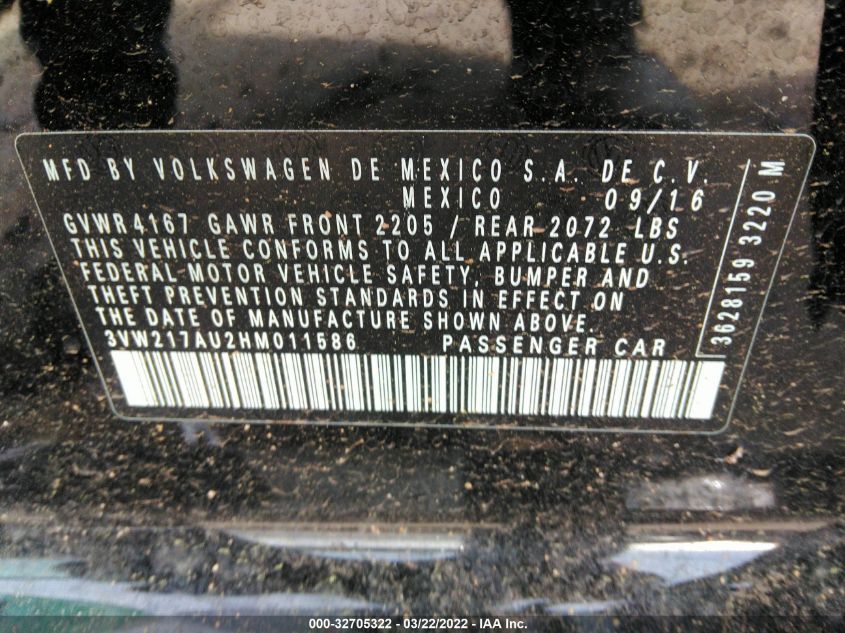 MFD BY VOLKSWAGEN DE MEXICO S.A. DE C.V.
MEXICO 09/16
GVWR4167 GAWR FRONT 2205 / REAR 2072 LBS
THIS VEHICLE CONFORMS TO ALL APPLICABLE U.S.
FEDERAL MOTOR VEHICLE SAFETY, BUMPER AND
THEFT PREVENTION STANDARDS IN EFFECT ON
THE DATE OF MANUFACTURE SHOWN ABOVE.
3VW217AU2HM011586 PASSENGER CAR
3628159 3220 M
000-32705322 / 03/22/2022 - IAA Inc.